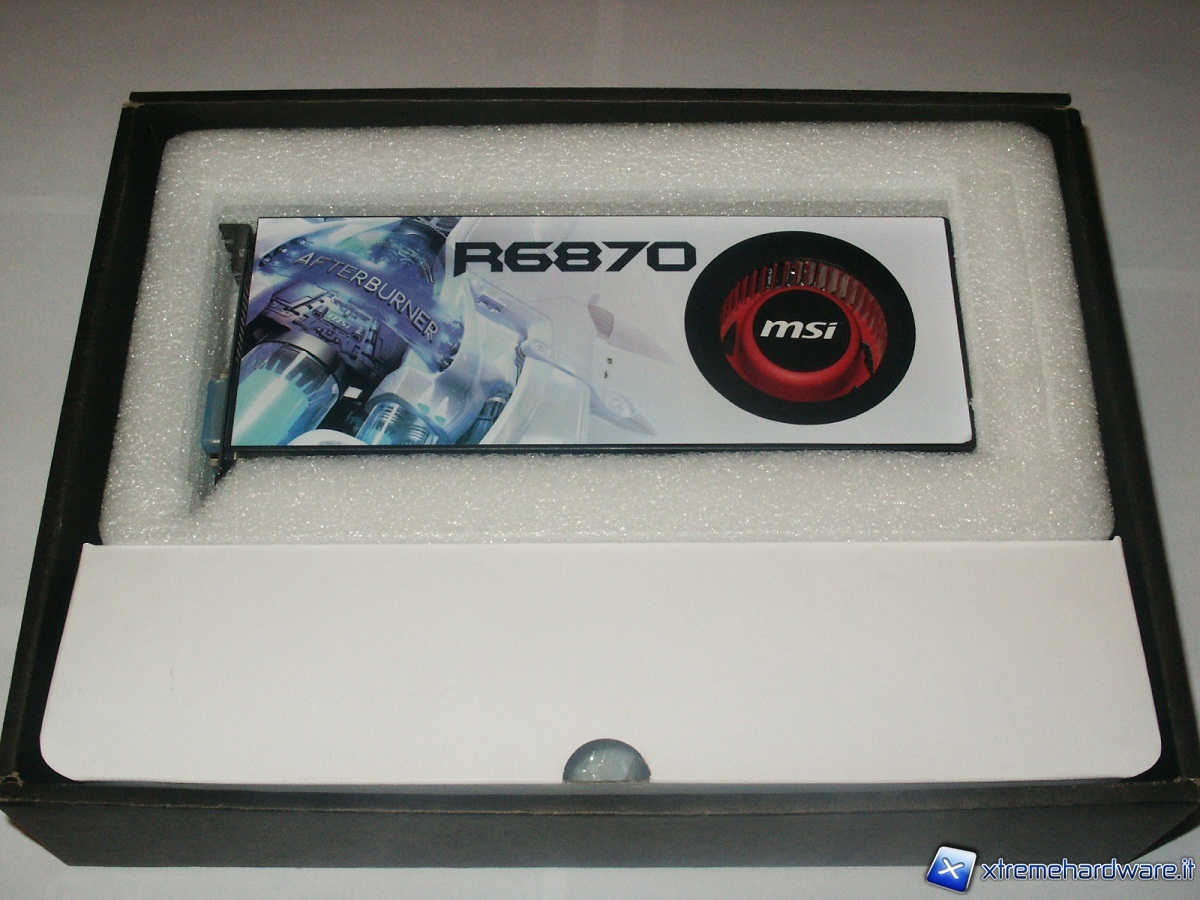 R6870
AFTERBURNER
msi
xtremehardware.it